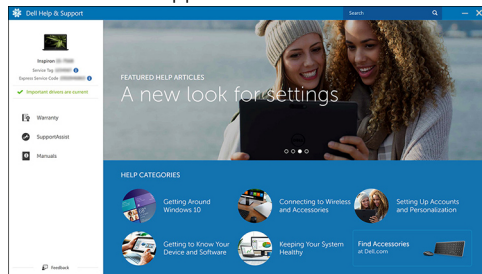 Dell Help & Support
Search
Inspiron
Service Tag
Express Service Code
Important drivers are current
Warranty
SupportAssist
Manuals
Feedback
FEATURED HELP ARTICLES
A new look for settings
HELP CATEGORIES
Getting Around
Windows 10
Connecting to Wireless
and Accessories
Setting Up Accounts
and Personalization
Getting to Know Your
Device and Software
Keeping Your System
Healthy
Find Accessories
at Dell.com